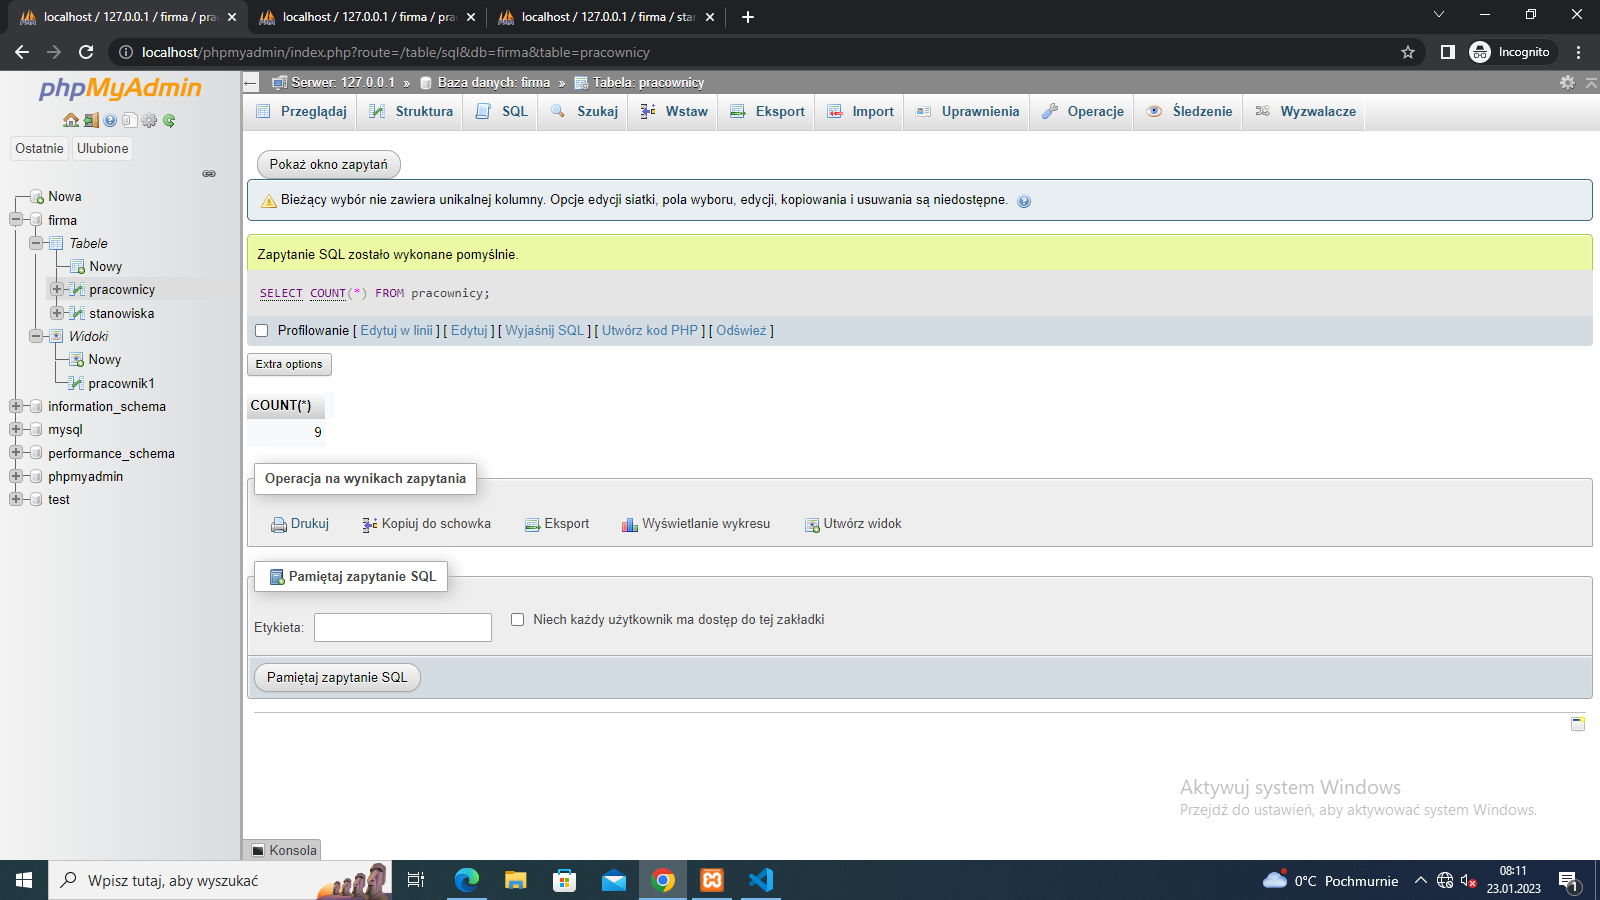 localhost / 127.0.0.1 / firma / pra
localhost / 127.0.0.1 / firma / pra
localhost / 127.0.0.1 / firma / star
localhost/phpmyadmin/index.php?route=/table/sql&db=firma&table=pracownicy
Incognito
phpMyAdmin
Ostatnie
Ulubione
Nowa
firma
Tabele
Nowy
pracownicy
stanowiska
Widoki
Nowy
pracownik1
information_schema
mysql
performance_schema
phpmyadmin
test
Serwer: 127.0.0.1 » Baza danych: firma » Tabela: pracownicy
Przeglądaj Struktura SQL Szukaj Wstaw Eksport Import Uprawnienia Operacje Śledzenie Wyzwalacze
Pokaż okno zapytań
Bieżący wybór nie zawiera unikalnej kolumny. Opcje edycji siatki, pola wyboru, edycji, kopiowania i usuwania są niedostępne.
Zapytanie SQL zostało wykonane pomyślnie.
SELECT COUNT(*) FROM pracownicy;
Profilowanie [ Edytuj w linii ] [ Edytuj ] [ Wyjaśnij SQL ] [ Utwórz kod PHP ] [ Odśwież ]
Extra options
COUNT(*)
9
Operacja na wynikach zapytania
Drukuj Kopiuj do schowka Eksport Wyświetlanie wykresu Utwórz widok
Pamiętaj zapytanie SQL
Etykieta:
Niech każdy użytkownik ma dostęp do tej zakładki
Pamiętaj zapytanie SQL
Aktywuj system Windows
Przejdź do ustawień, aby aktywować system Windows.
Konsola
Wpisz tutaj, aby wyszukać
0°C Pochmurnie
08:11
23.01.2023
1